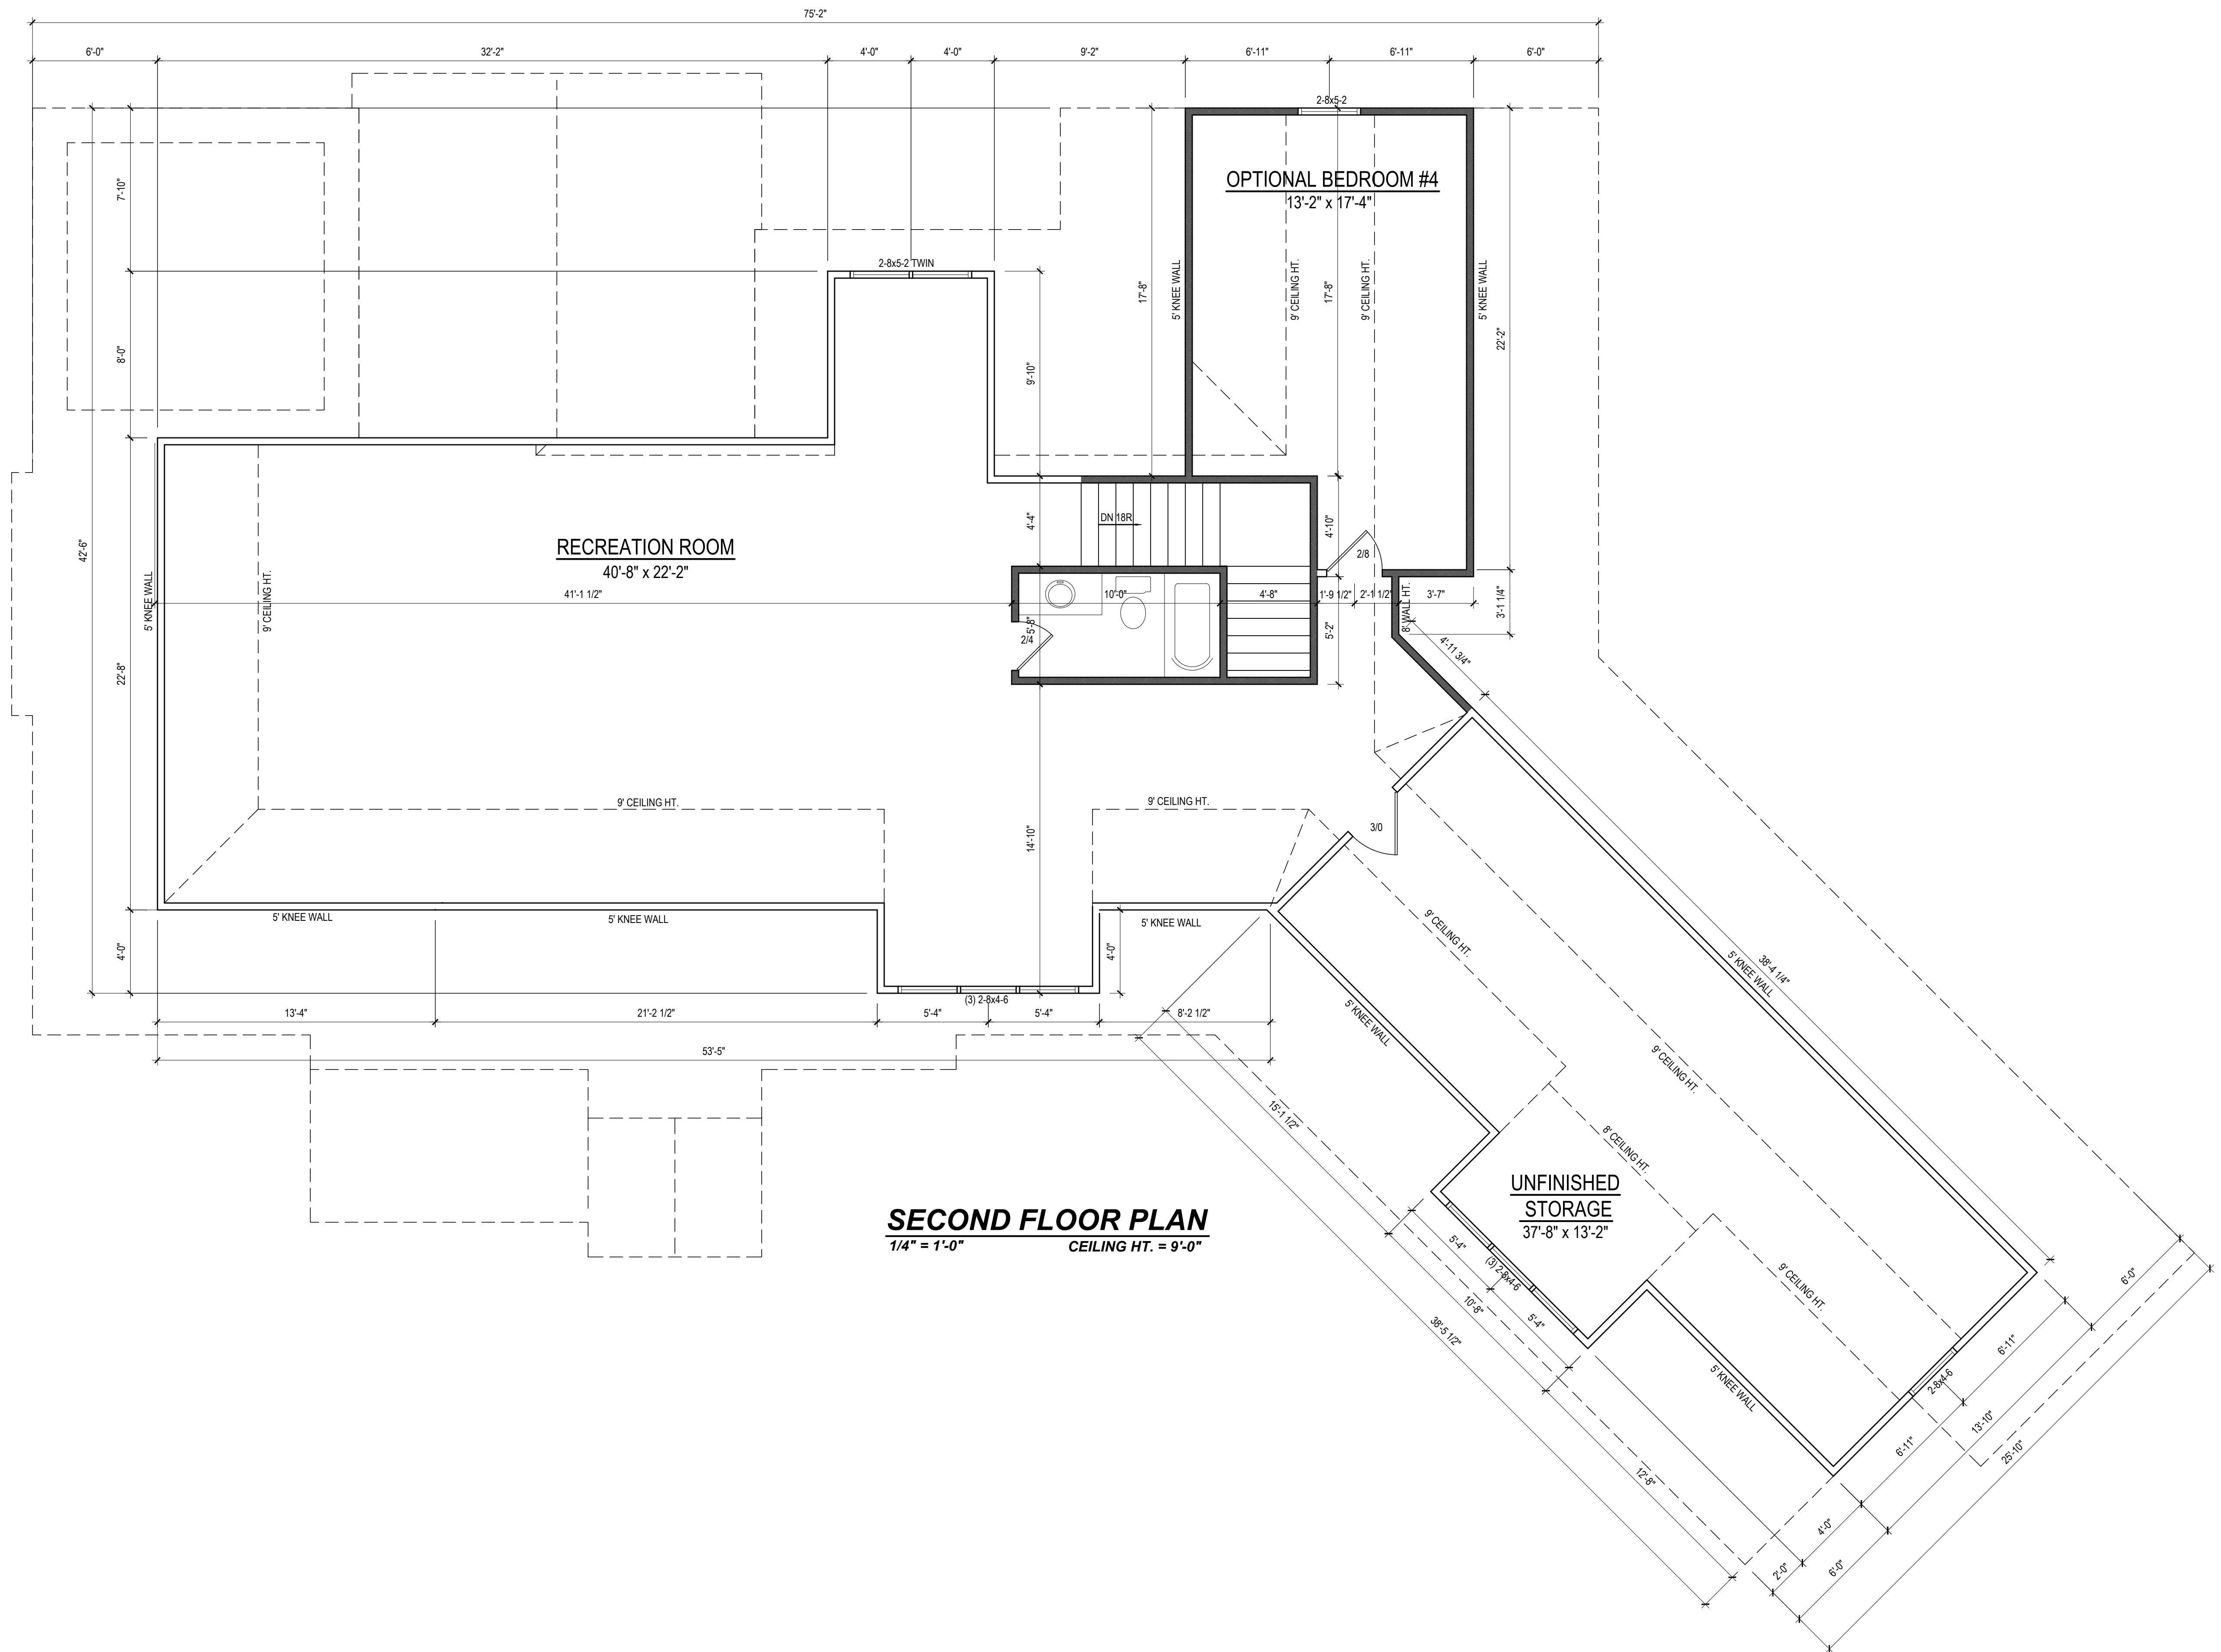 75'-2"
6'-0"
32'-2"
4'-0"
4'-0"
9'-2"
6'-11"
6'-11"
6'-0"
2-8x5-2
OPTIONAL BEDROOM #4
13'-2" x 17'-4"
7'-10"
2-8x5-2 TWIN
17'-8"
5' KNEE WALL
9' CEILING HT.
17'-8"
9' CEILING HT.
5' KNEE WALL
22'-2"
8'-0"
9'-10"
42'-6"
RECREATION ROOM
40'-8" x 22'-2"
4'-4"
DN 18R
4'-10"
2/8
5' KNEE WALL
9' CEILING HT.
41'-1 1/2"
10'-0"
4'-8"
1'-9 1/2"
2'-1 1/2"
3'-7"
8' WALL HT.
3'-1 1/4"
5'-8"
2/4
5'-2"
4'-11 3/4"
22'-8"
9' CEILING HT.
9' CEILING HT.
3/0
14'-10"
5' KNEE WALL
5' KNEE WALL
5' KNEE WALL
4'-0"
4'-0"
9' CEILING HT.
38'-4 1/4"
5' KNEE WALL
(3) 2-8x4-6
13'-4"
21'-2 1/2"
5'-4"
5'-4"
8'-2 1/2"
53'-5"
5' KNEE WALL
9' CEILING HT.
15'-1 1/2"
8' CEILING HT.
UNFINISHED
STORAGE
37'-8" x 13'-2"
SECOND FLOOR PLAN
1/4" = 1'-0"
CEILING HT. = 9'-0"
5'-4"
(3) 2-8x4-6
10'-8"
5'-4"
38'-5 1/2"
9' CEILING HT.
6'-0"
6'-11"
2-8x4-6
5' KNEE WALL
13'-10"
6'-11"
25'-10"
12'-8"
4'-0"
2'-0"
6'-0"